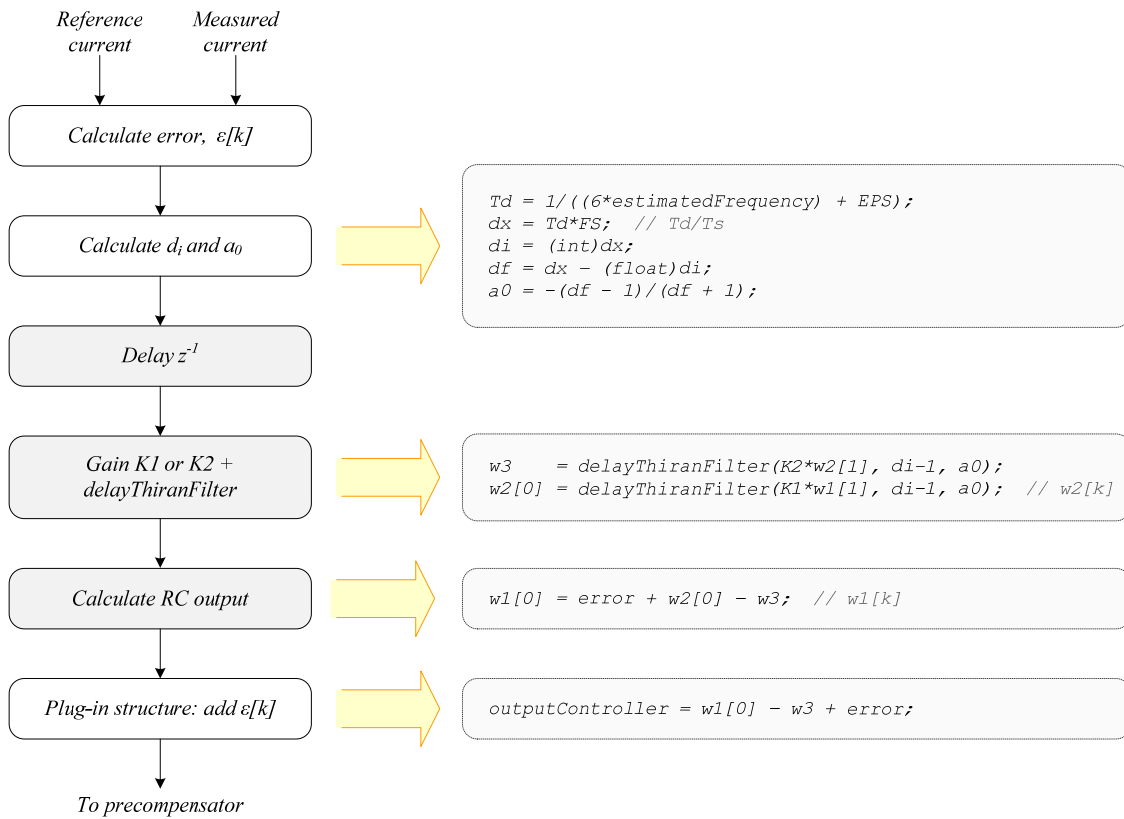 Reference
current
Measured
current
Calculate error, ε[k]
Calculate di and a0
Td = 1/((6*estimatedFrequency) + EPS);
dx = Td*FS;  // Td/Ts
di = (int)dx;
df = dx − (float)di;
a0 = −(df − 1)/(df + 1);
Delay z-1
Gain K1 or K2 +
delayThiranFilter
w3    = delayThiranFilter(K2*w2[1], di−1, a0);
w2[0] = delayThiranFilter(K1*w1[1], di−1, a0);  // w2[k]
Calculate RC output
w1[0] = error + w2[0] − w3;  // w1[k]
Plug-in structure: add ε[k]
outputController = w1[0] − w3 + error;
To precompensator